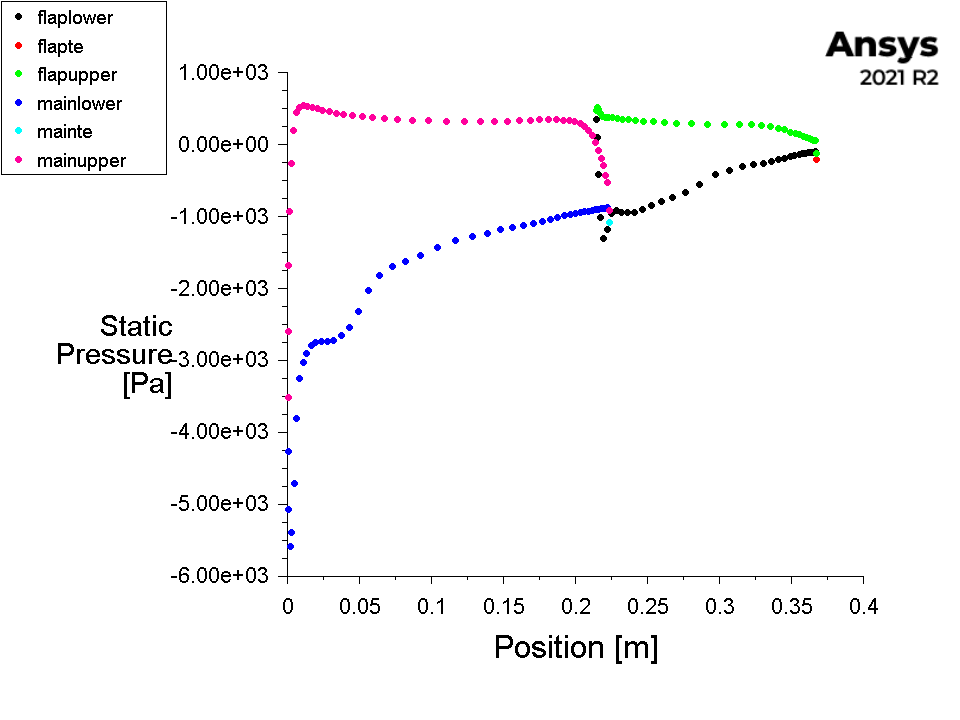 flaplower
flapte
flapupper
mainlower
mainte
mainupper
Ansys
2021 R2
1.00e+03
0.00e+00
-1.00e+03
-2.00e+03
-3.00e+03
-4.00e+03
-5.00e+03
-6.00e+03
Static
Pressure
[Pa]
0 0.05 0.1 0.15 0.2 0.25 0.3 0.35 0.4
Position [m]